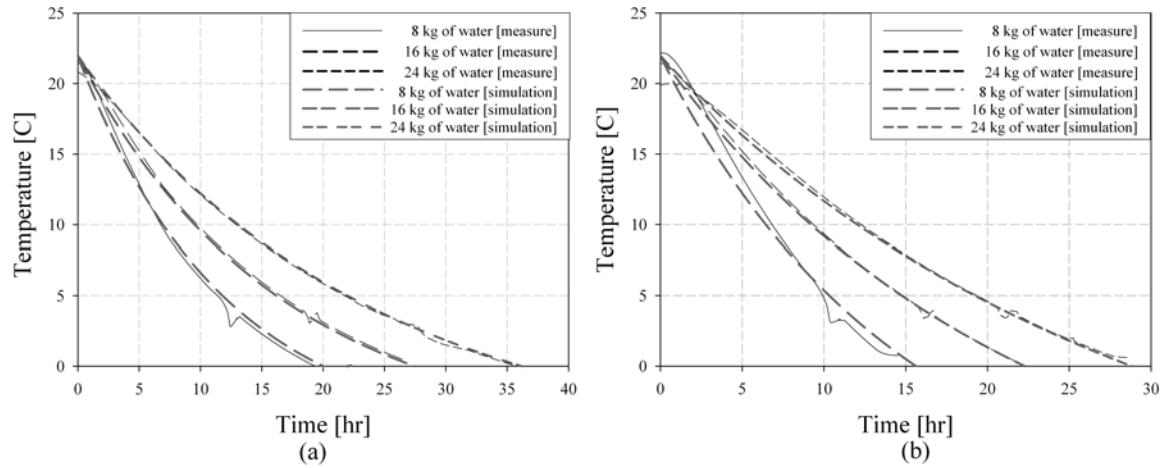 25
20
15
10
5
0
Temperature [C]
8 kg of water [measure]
16 kg of water [measure]
24 kg of water [measure]
8 kg of water [simulation]
16 kg of water [simulation]
24 kg of water [simulation]
0 5 10 15 20 25 30 35 40
Time [hr]
(a)
25
20
15
10
5
0
Temperature [C]
8 kg of water [measure]
16 kg of water [measure]
24 kg of water [measure]
8 kg of water [simulation]
16 kg of water [simulation]
24 kg of water [simulation]
0 5 10 15 20 25 30
Time [hr]
(b)